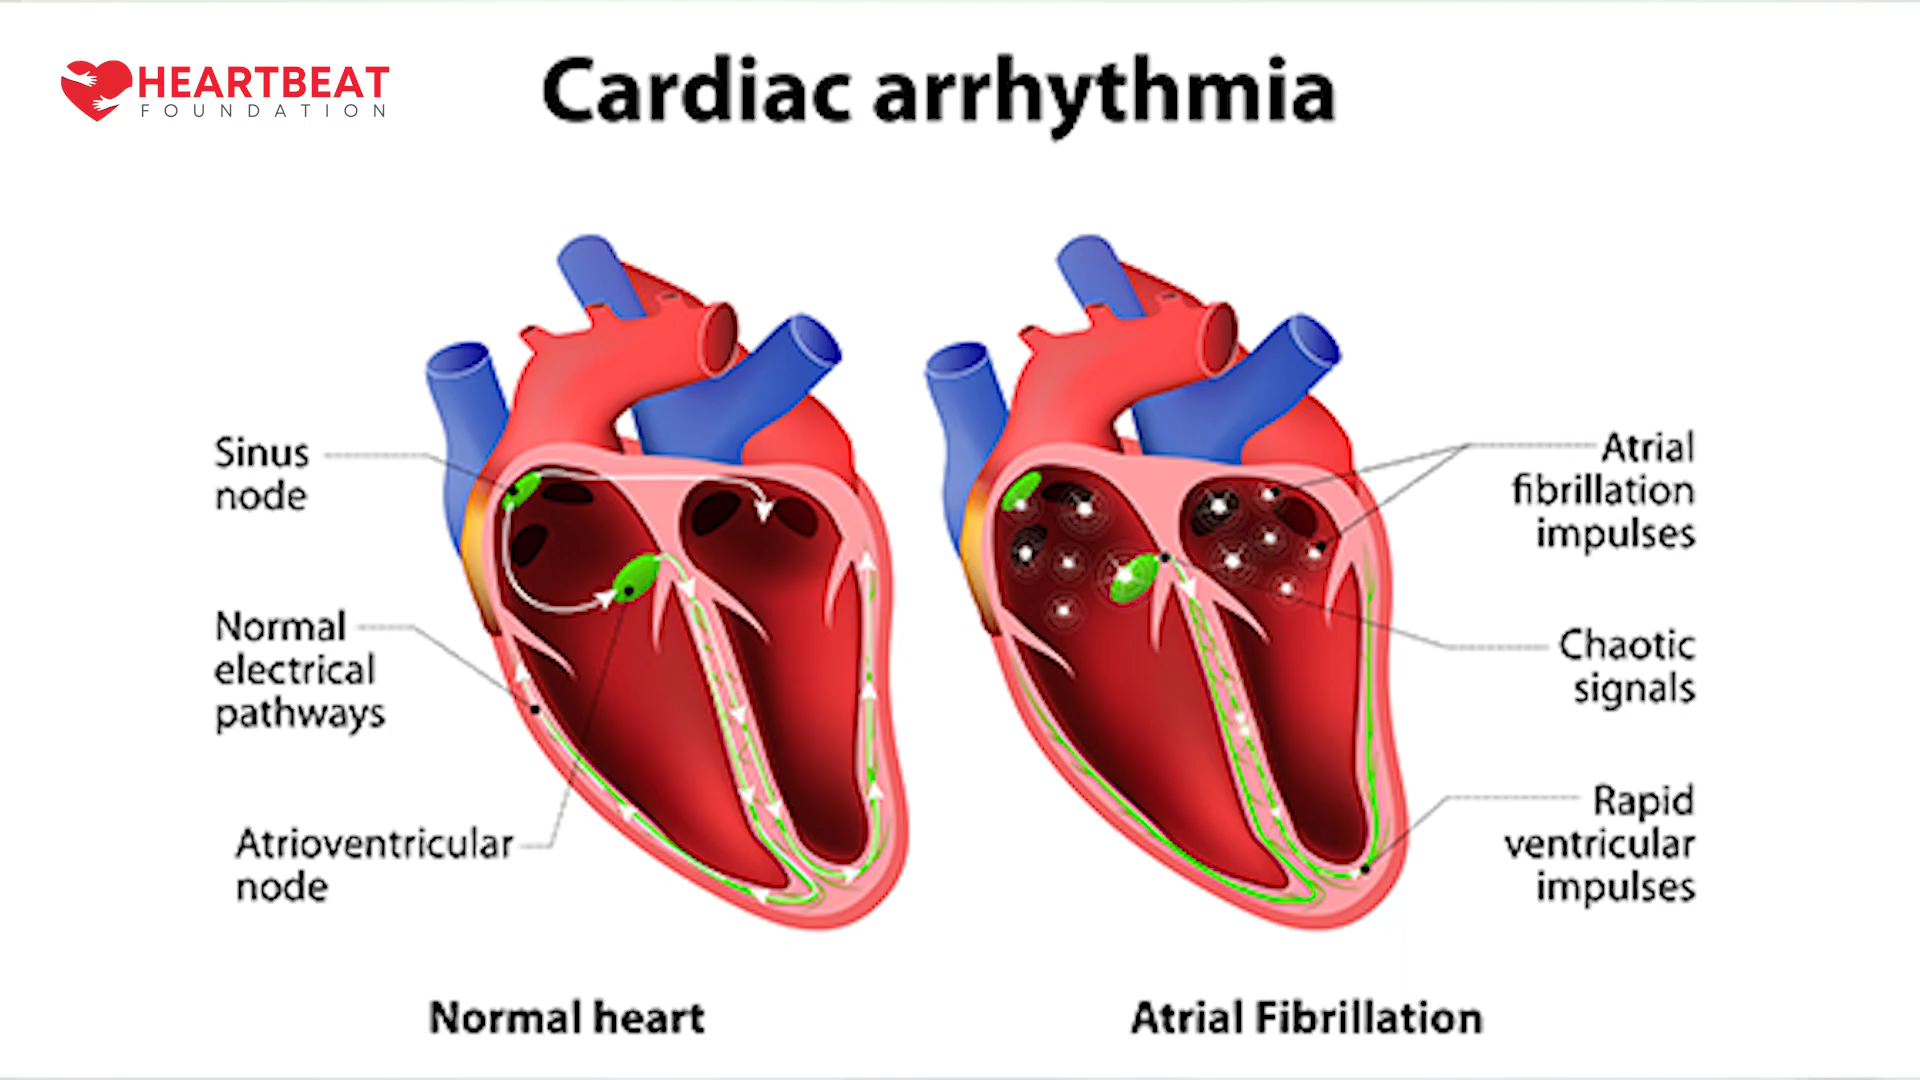 HEARTBEAT
FOUNDATION
Cardiac arrhythmia
Sinus
node
Normal
electrical
pathways
Atrioventricular
node
Atrial
fibrillation
impulses
Chaotic
signals
Rapid
ventricular
impulses
Normal heart
Atrial Fibrillation